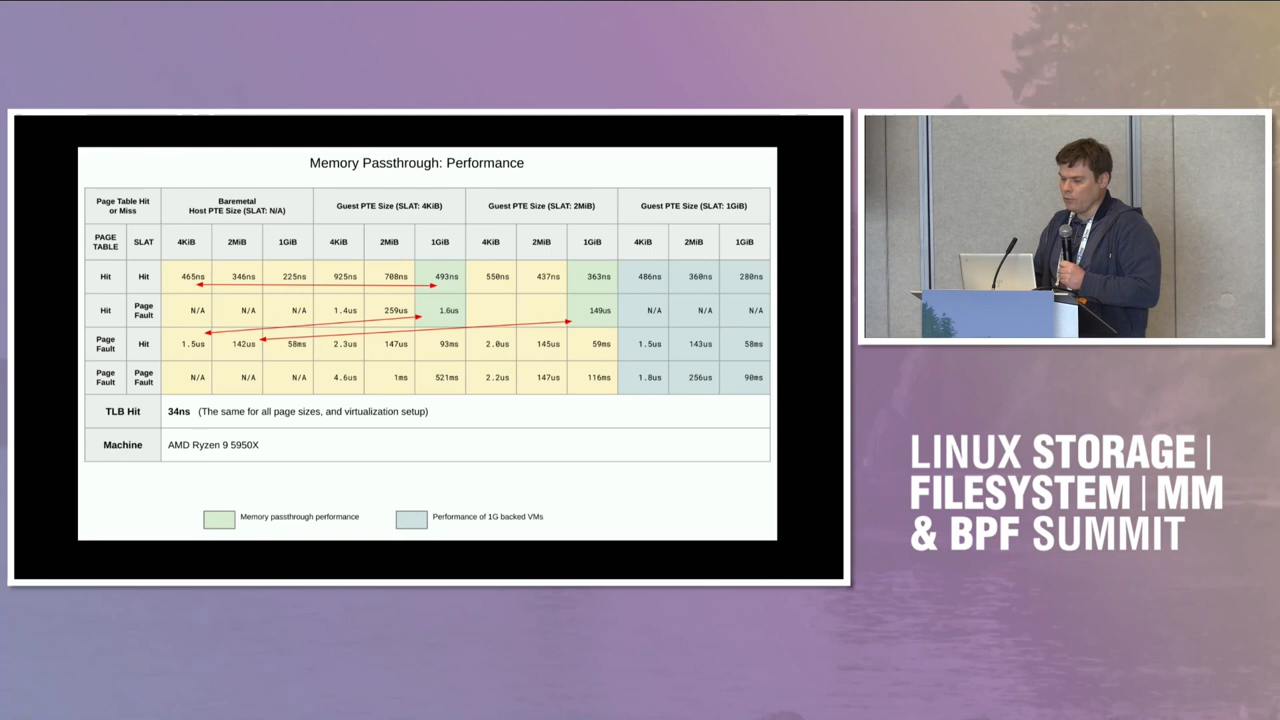 Memory Passthrough: Performance
Page Table Hit or Miss
Baremetal Host PTE Size (SLAT: N/A)
Guest PTE Size (SLAT: 4KiB)
Guest PTE Size (SLAT: 2MiB)
Guest PTE Size (SLAT: 1GiB)
PAGE TABLE SLAT 4KiB 2MiB 1GiB 4KiB 2MiB 1GiB 4KiB 2MiB 1GiB 4KiB 2MiB 1GiB
Hit Hit 465ns 346ns 225ns 925ns 708ns 493ns 550ns 437ns 363ns 486ns 360ns 280ns
Hit Page Fault N/A N/A N/A 1.4us 259us 1.6us 149us N/A N/A N/A
Page Fault Hit 1.5us 142us 58ms 2.3us 147us 93ms 2.0us 145us 59ms 1.5us 143us 58ms
Page Fault Page Fault N/A N/A N/A 4.6us 1ms 521ms 2.2us 147us 116ms 1.8us 256us 90ms
TLB Hit 34ns (The same for all page sizes, and virtualization setup)
Machine AMD Ryzen 9 5950X
Memory passthrough performance
Performance of 1G backed VMs
LINUX STORAGE |
FILESYSTEM | MM
& BPF SUMMIT